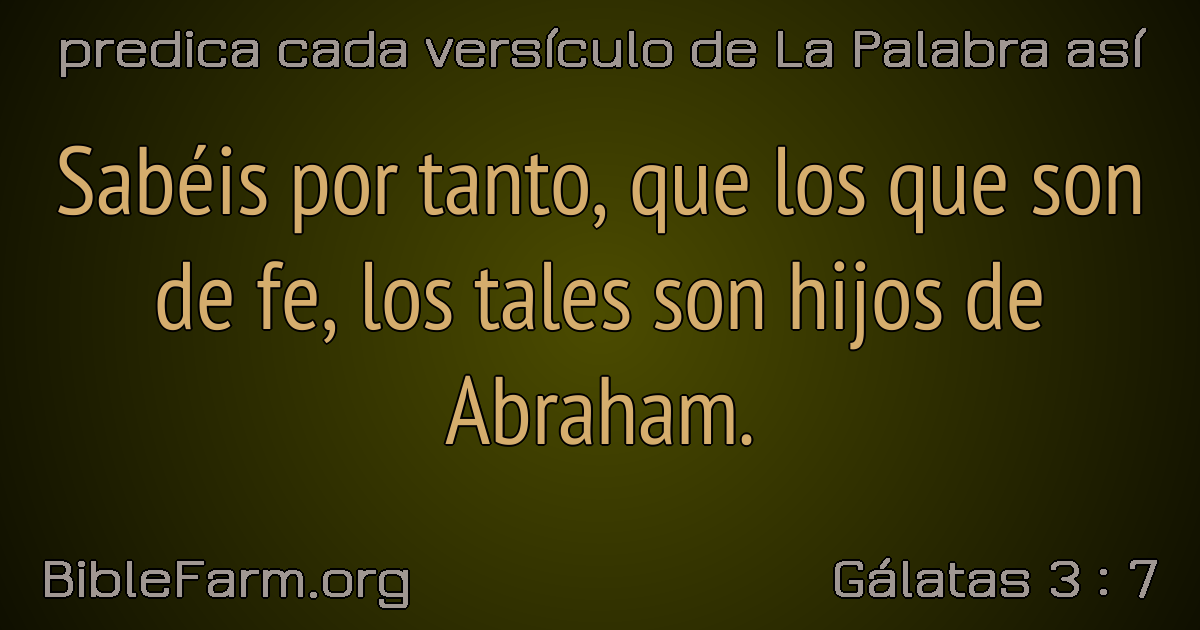 predica cada versículo de La Palabra así
Sabéis por tanto, que los que son
de fe, los tales son hijos de
Abraham.
BibleFarm.org
Gálatas 3 : 7